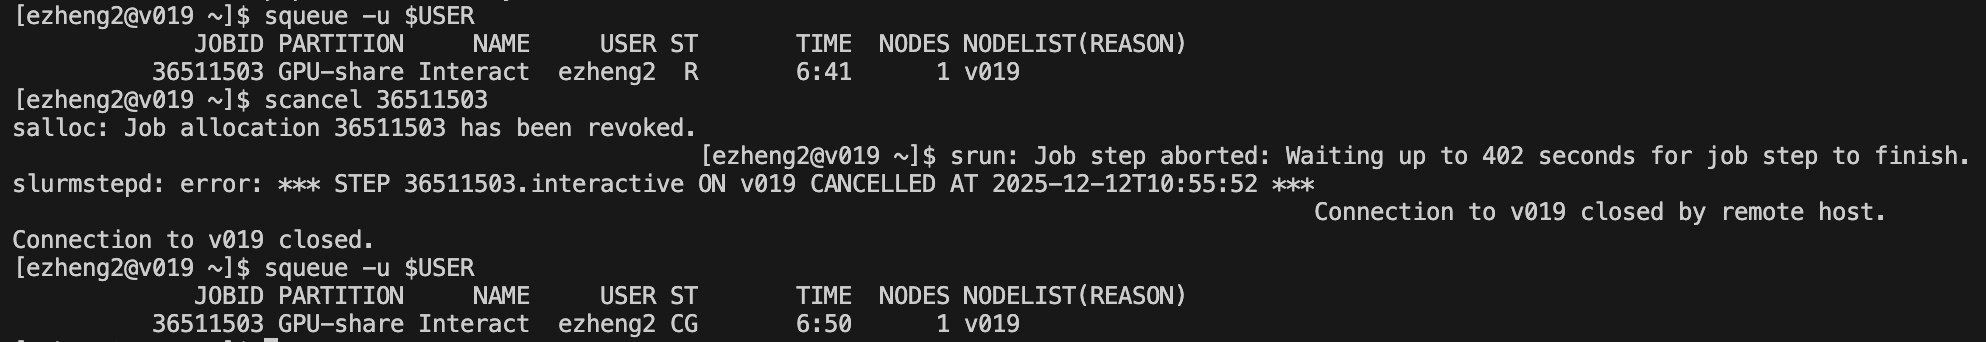 [ezheng2@v019 ~]$ squeue -u $USER
JOBID PARTITION NAME USER ST TIME NODES NODELIST(REASON)
36511503 GPU-share Interact ezheng2 R 6:41 1 v019
[ezheng2@v019 ~]$ scancel 36511503
salloc: Job allocation 36511503 has been revoked.
[ezheng2@v019 ~]$ srun: Job step aborted: Waiting up to 402 seconds for job step to finish.
slurmstepd: error: *** STEP 36511503.interactive ON v019 CANCELLED AT 2025-12-12T10:55:52 ***
Connection to v019 closed by remote host.
Connection to v019 closed.
[ezheng2@v019 ~]$ squeue -u $USER
JOBID PARTITION NAME USER ST TIME NODES NODELIST(REASON)
36511503 GPU-share Interact ezheng2 CG 6:50 1 v019